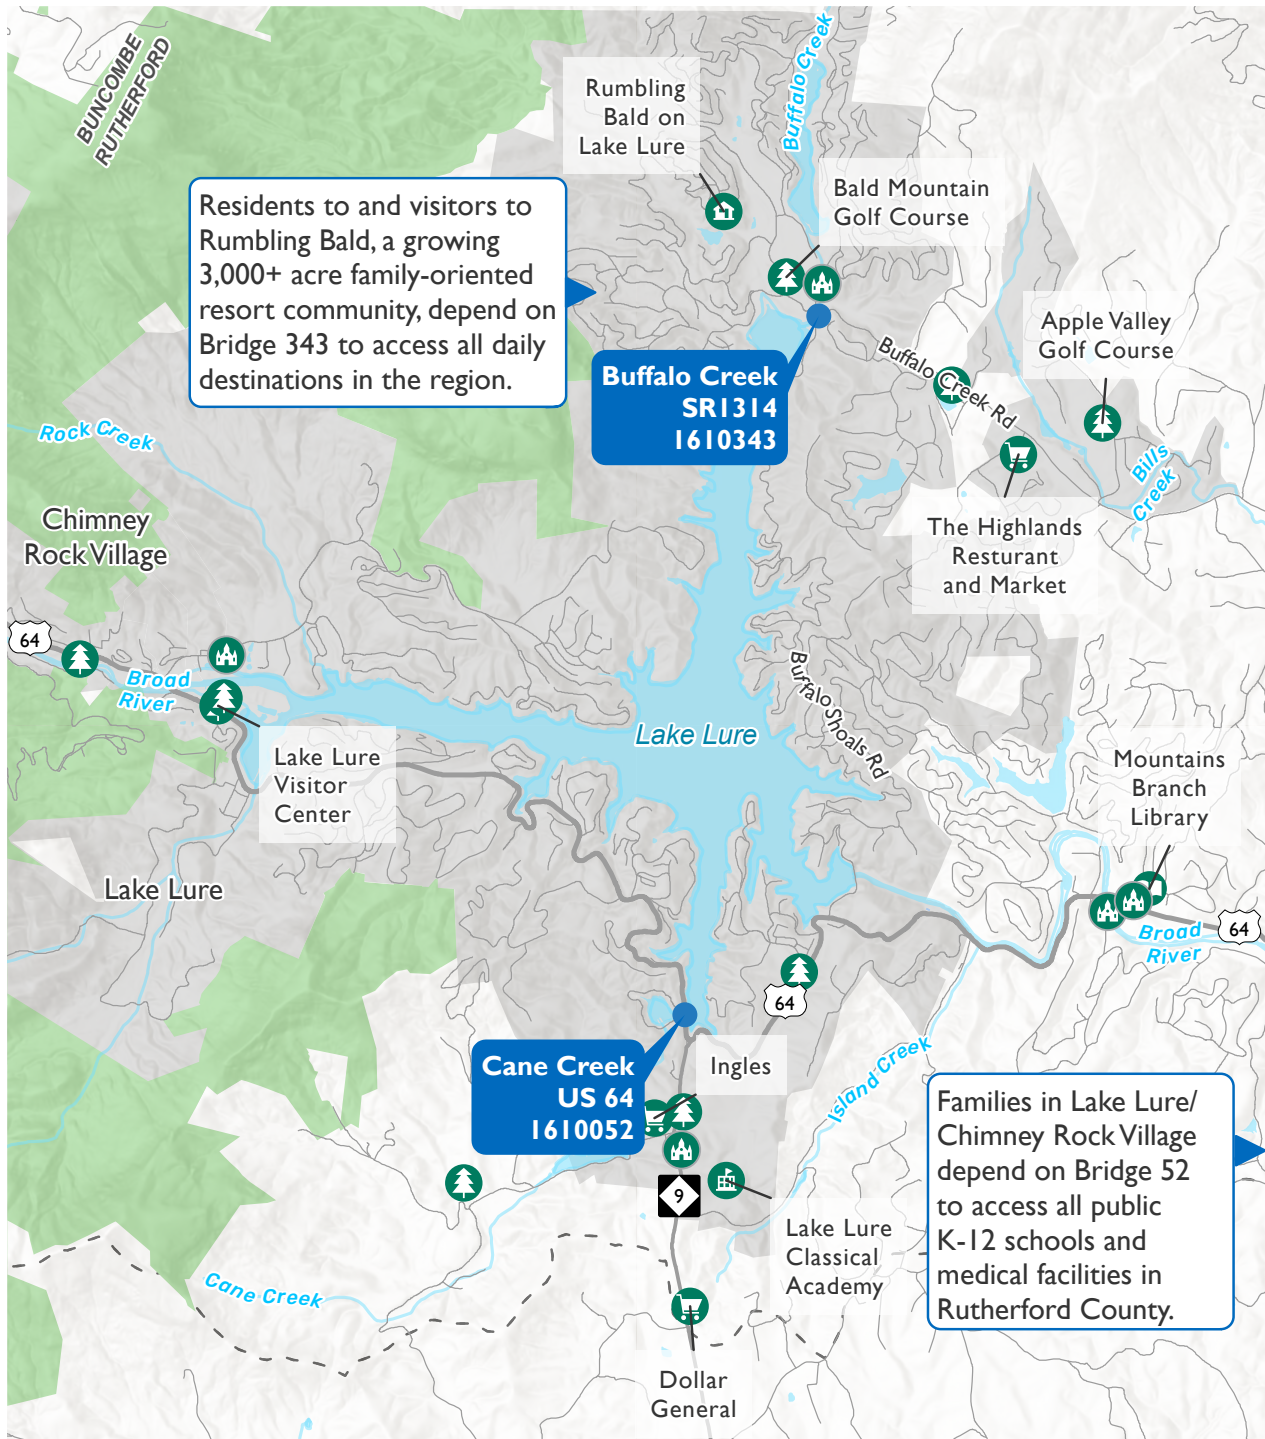 BUNCOMBE
RUTHERFORD
Buffalo Creek
Rumbling
Bald on
Lake Lure
Bald Mountain
Golf Course
Residents to and visitors to
Rumbling Bald, a growing
3,000+ acre family-oriented
resort community, depend on
Bridge 343 to access all daily
destinations in the region.
Apple Valley
Golf Course
Buffalo Creek Rd
Buffalo Creek
SR1314
1610343
Rock Creek
Bills
Creek
Chimney
Rock Village
The Highlands
Resturant
and Market
64
Broad
River
Buffalo Shoals Rd
Lake Lure
Lake Lure
Visitor
Center
Mountains
Branch
Library
Lake Lure
64
Broad
River
64
Cane Creek
US 64
1610052
Ingles
Island Creek
Families in Lake Lure/
Chimney Rock Village
depend on Bridge 52
to access all public
K-12 schools and
medical facilities in
Rutherford County.
9
Lake Lure
Classical
Academy
Cane Creek
Dollar
General